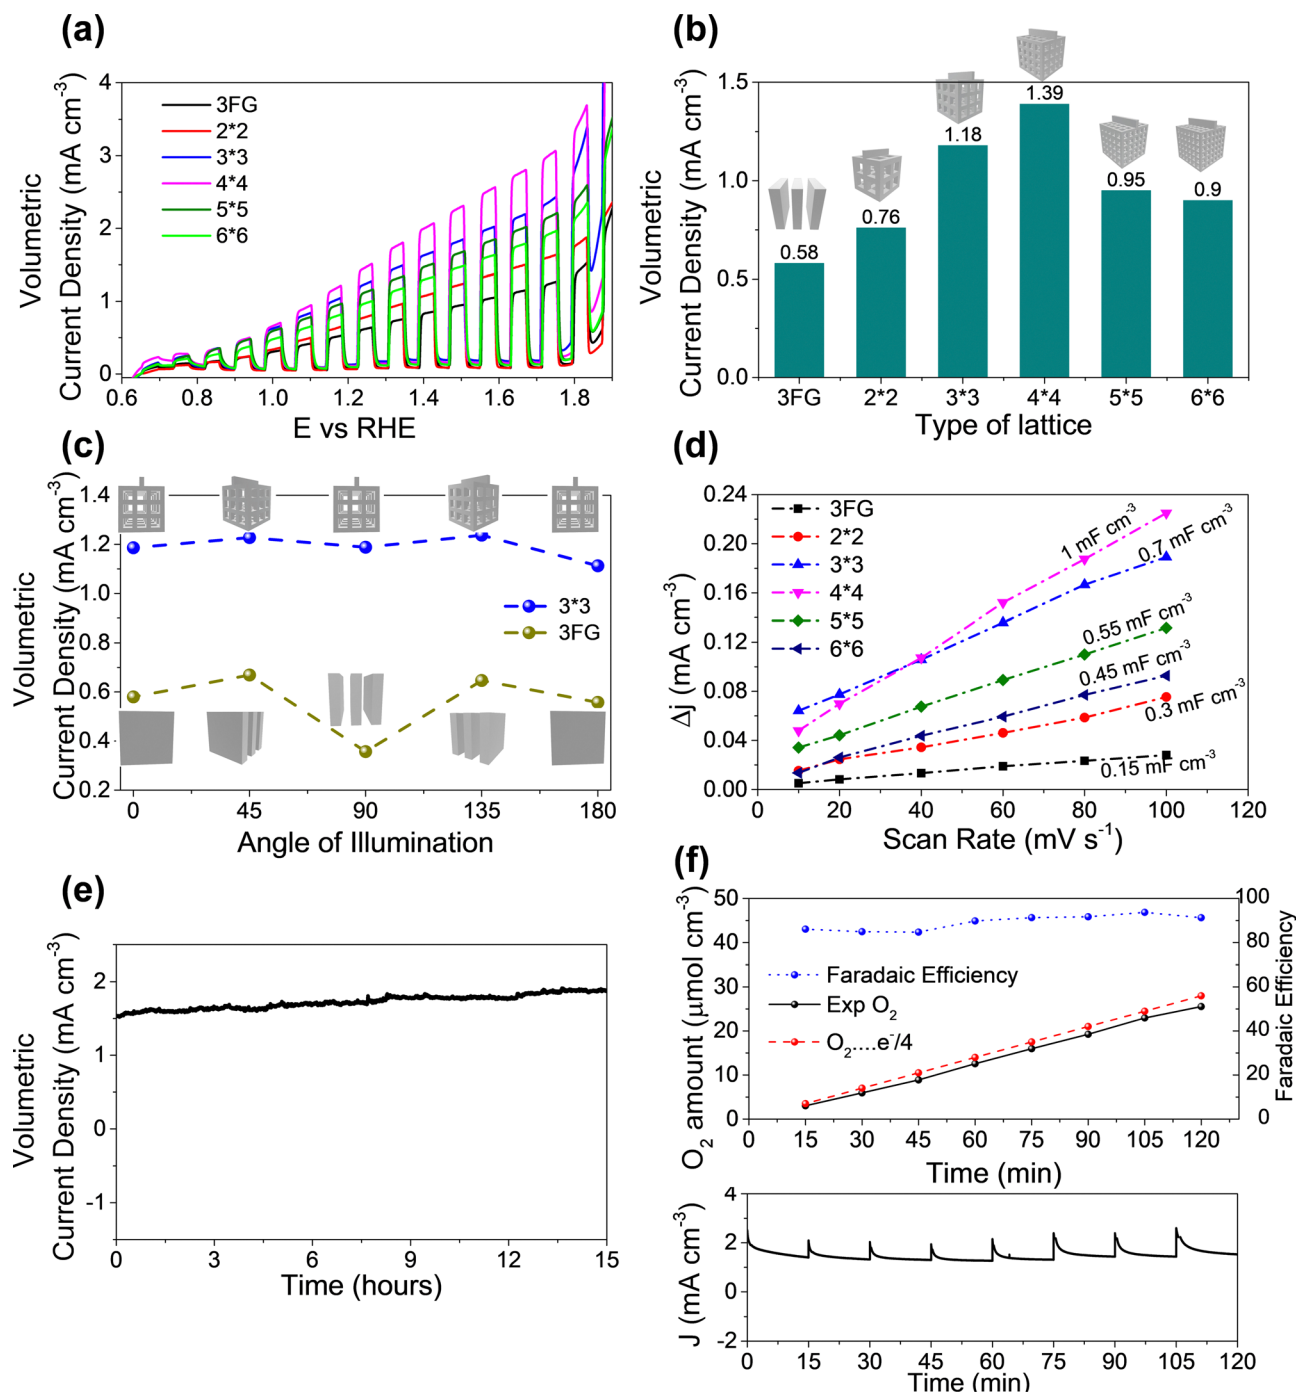 (a)
Volumetric
Current Density (mA cm⁻³)
4
3
2
1
0
3FG
2*2
3*3
4*4
5*5
6*6
0.6 0.8 1.0 1.2 1.4 1.6 1.8
E vs RHE
(b)
Volumetric
Current Density (mA cm⁻³)
1.5
1.0
0.5
0.0
0.58
0.76
1.18
1.39
0.95
0.9
3FG 2*2 3*3 4*4 5*5 6*6
Type of lattice
(c)
Volumetric
Current Density (mA cm⁻³)
1.4
1.2
1.0
0.8
0.6
0.4
0.2
3*3
3FG
0 45 90 135 180
Angle of Illumination
(d)
Δj (mA cm⁻³)
0.24
0.20
0.16
0.12
0.08
0.04
0.00
3FG
2*2
3*3
4*4
5*5
6*6
1 mF cm⁻³
0.7 mF cm⁻³
0.55 mF cm⁻³
0.45 mF cm⁻³
0.3 mF cm⁻³
0.15 mF cm⁻³
0 20 40 60 80 100 120
Scan Rate (mV s⁻¹)
(e)
Volumetric
Current Density (mA cm⁻³)
2
1
0
-1
0 3 6 9 12 15
Time (hours)
(f)
O₂ amount (μmol cm⁻³)
50
40
30
20
10
0
Faradaic Efficiency
Exp O₂
O₂....e⁻/4
100
80
60
40
20
0
Faradaic Efficiency
0 15 30 45 60 75 90 105 120
Time (min)
J (mA cm⁻³)
4
2
0
-2
0 15 30 45 60 75 90 105 120
Time (min)